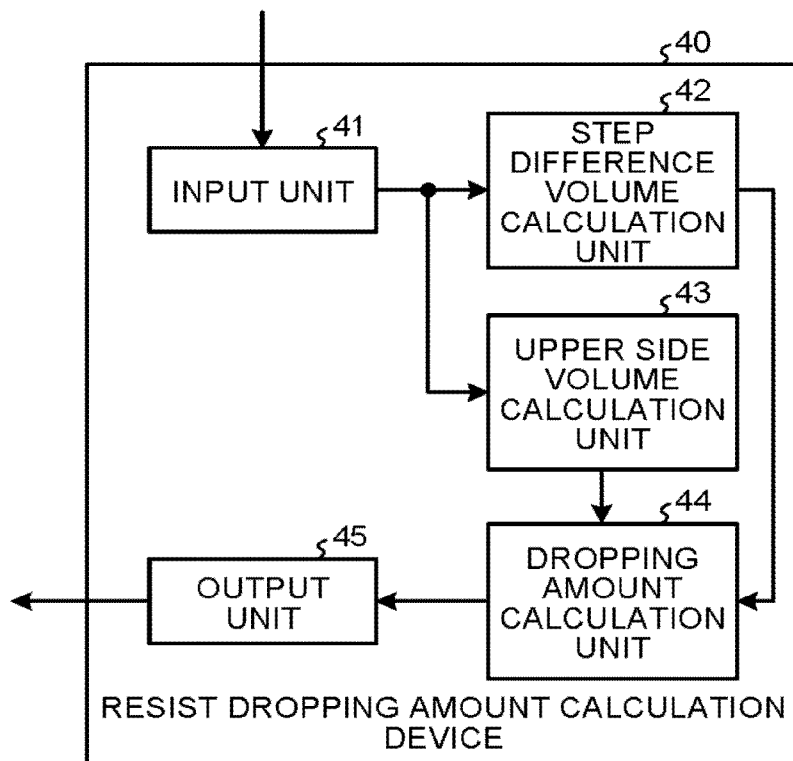 40
41
INPUT UNIT
42
STEP
DIFFERENCE
VOLUME
CALCULATION
UNIT
43
UPPER SIDE
VOLUME
CALCULATION
UNIT
44
DROPPING
AMOUNT
CALCULATION
UNIT
45
OUTPUT
UNIT
RESIST DROPPING AMOUNT CALCULATION
DEVICE